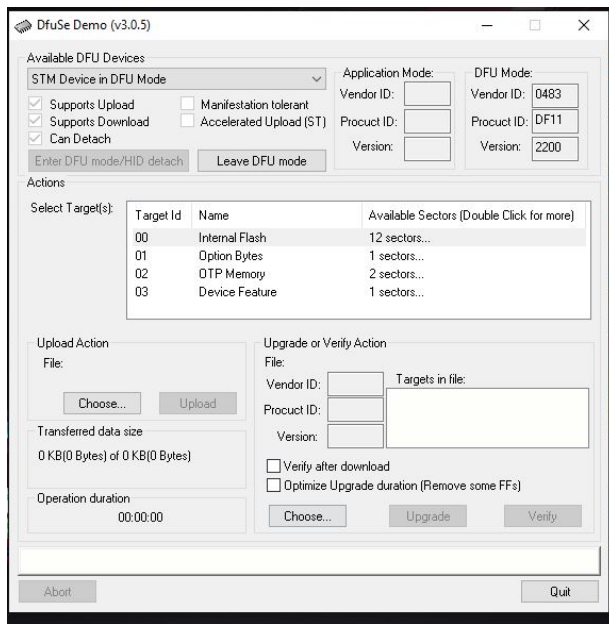 DfuSe Demo (v3.0.5)
Available DFU Devices
STM Device in DFU Mode
Supports Upload
Manifestation tolerant
Supports Download
Accelerated Upload (ST)
Can Detach
Enter DFU mode/HID detach
Leave DFU mode
Application Mode:
Vendor ID:
Procuct ID:
Version:
DFU Mode:
Vendor ID: 0483
Procuct ID: DF11
Version: 2200
Actions
Select Target(s):
Target Id Name Available Sectors (Double Click for more)
00 Internal Flash 12 sectors...
01 Option Bytes 1 sectors...
02 OTP Memory 2 sectors...
03 Device Feature 1 sectors...
Upload Action
File:
Choose... Upload
Transferred data size
0 KB(0 Bytes) of 0 KB(0 Bytes)
Operation duration
00:00:00
Upgrade or Verify Action
File:
Vendor ID:
Procuct ID:
Version:
Targets in file:
Verify after download
Optimize Upgrade duration (Remove some FFs)
Choose... Upgrade Verify
Abort Quit